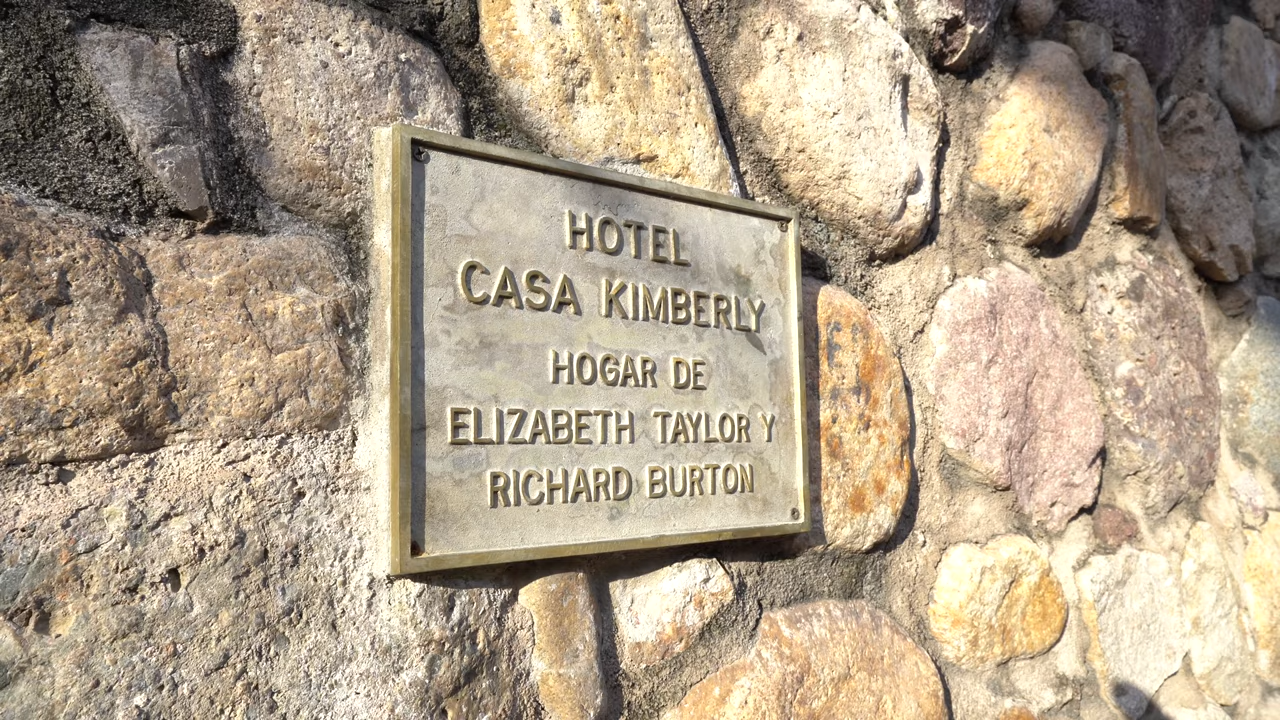 HOTEL
CASA KIMBERLY
HOGAR DE
ELIZABETH TAYLOR Y
RICHARD BURTON